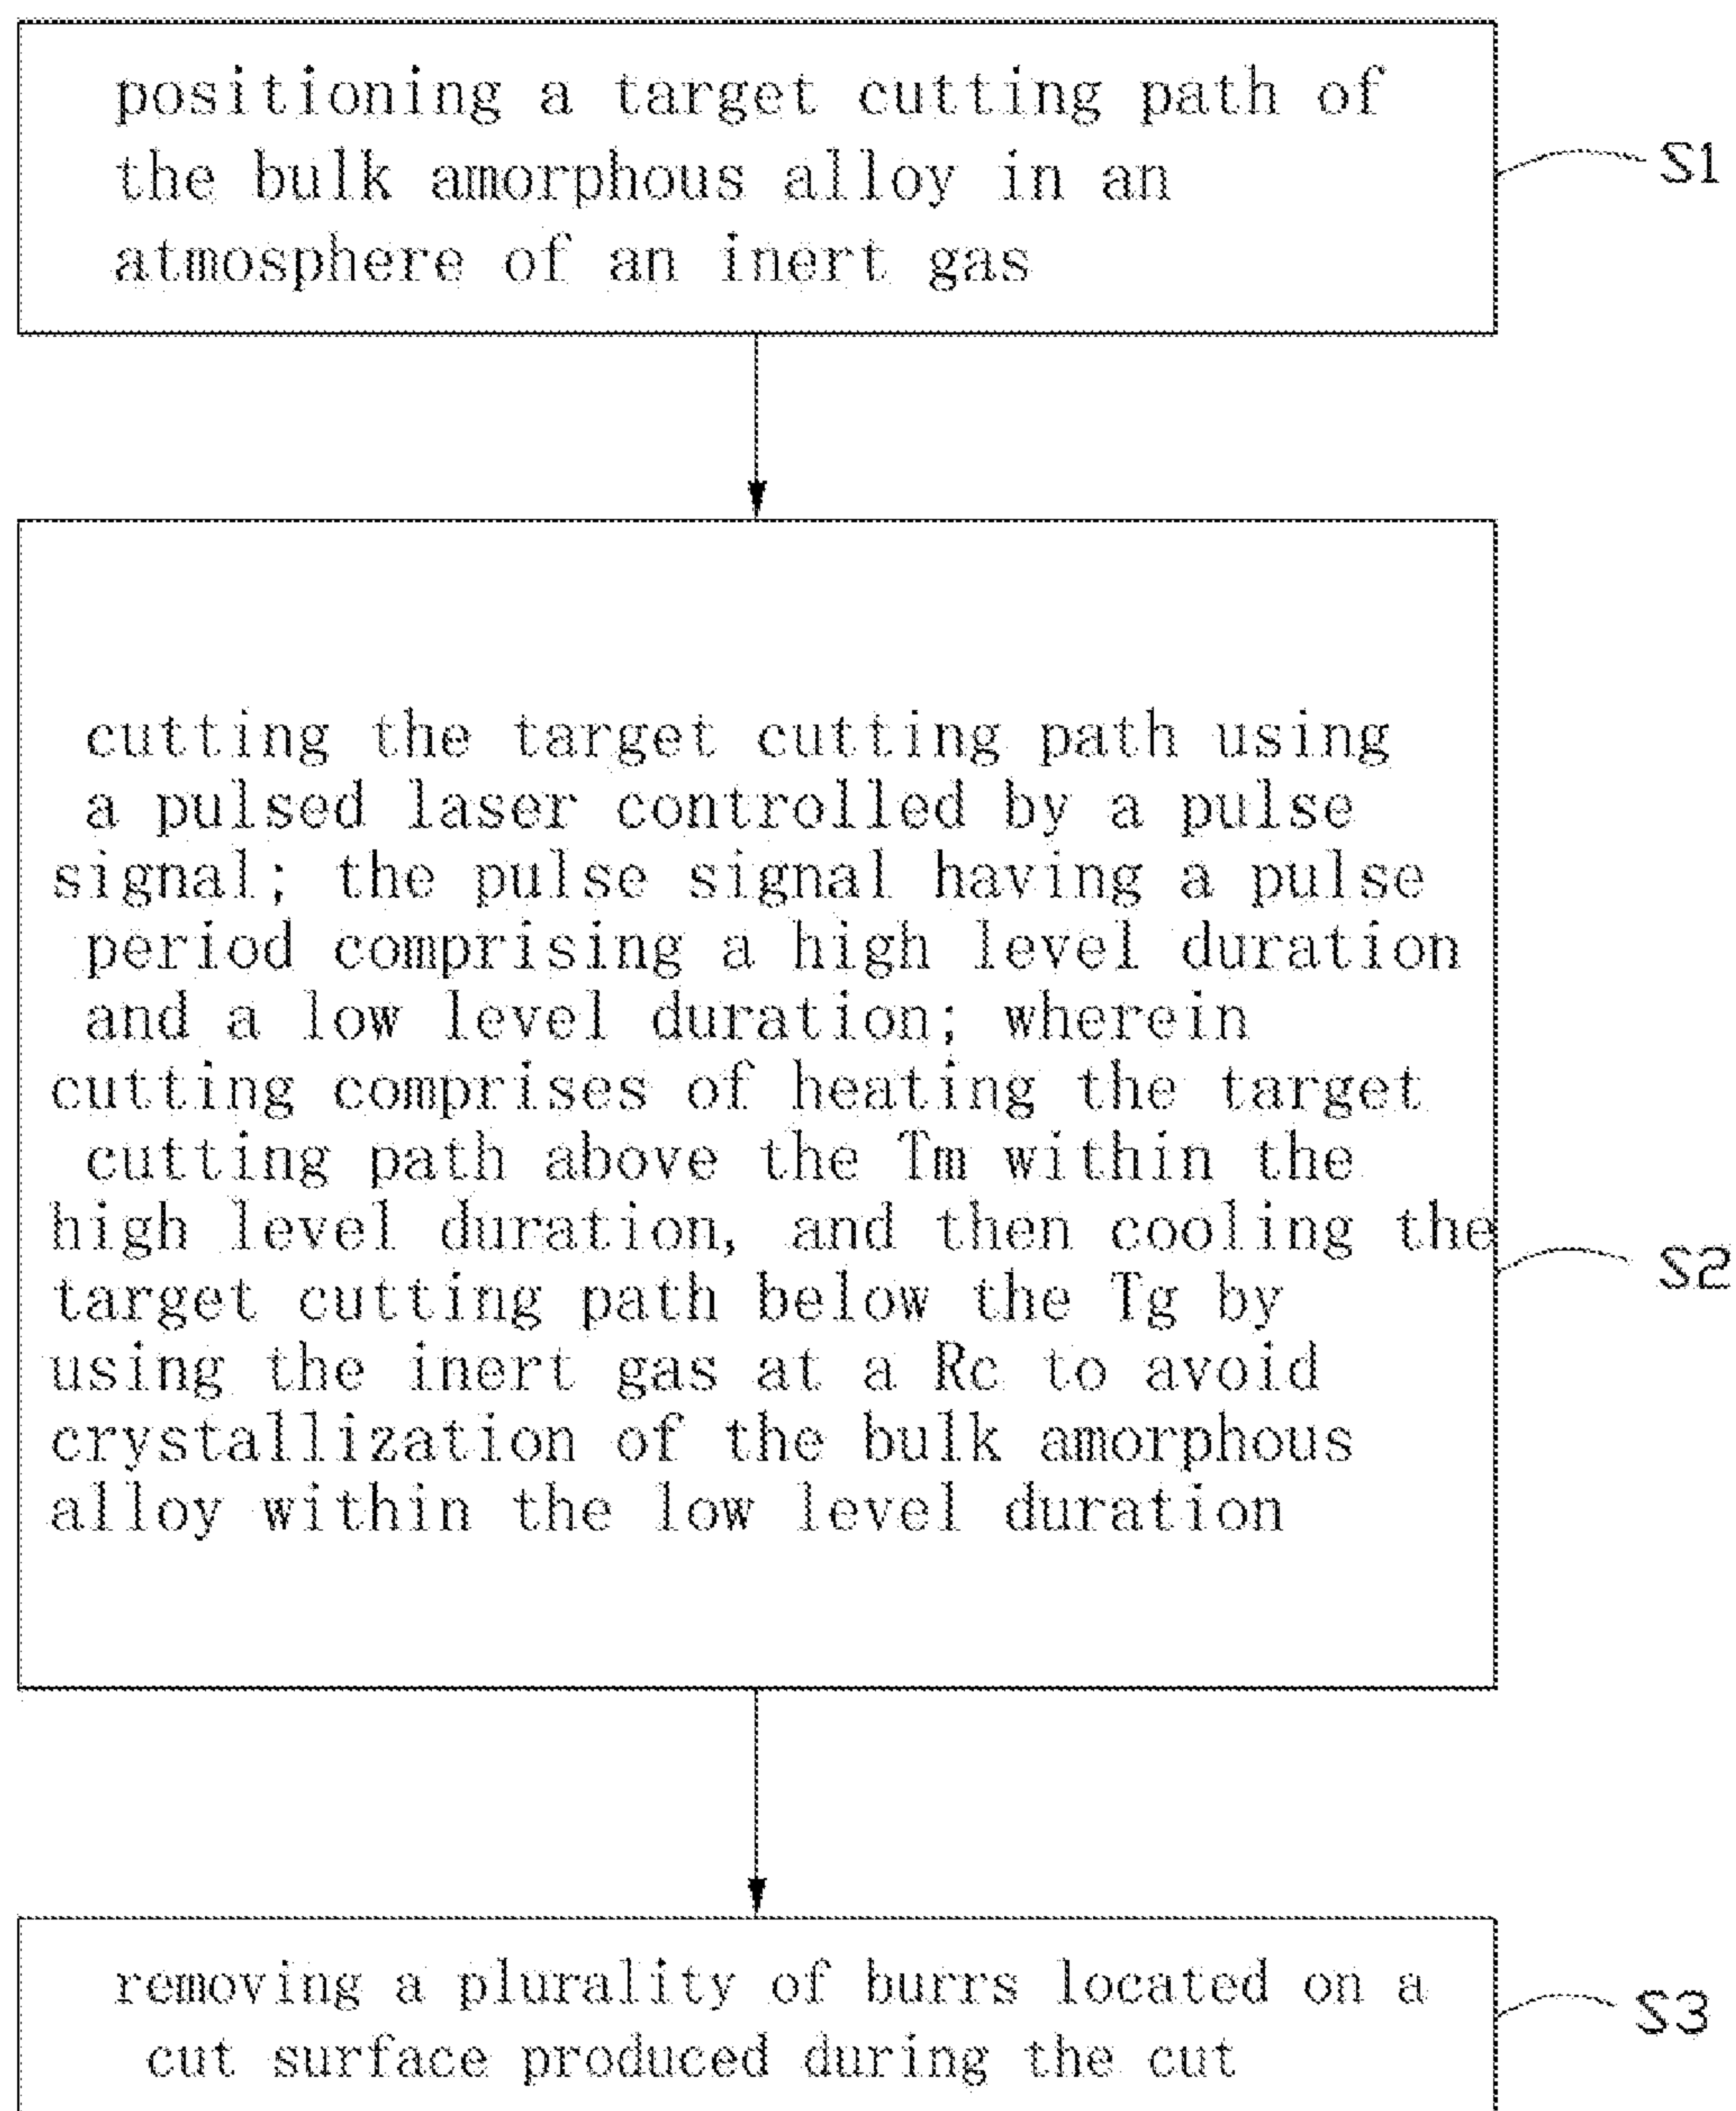 positioning a target cutting path of
the bulk amorphous alloy in an
atmosphere of an inert gas
S1
cutting the target cutting path using
a pulsed laser controlled by a pulse
signal; the pulse signal having a pulse
period comprising a high level duration
and a low level duration; wherein
cutting comprises of heating the target
cutting path above the Tm within the
high level duration, and then cooling the
target cutting path below the Tg by
using the inert gas at a Rc to avoid
crystallization of the bulk amorphous
alloy within the low level duration
S2
removing a plurality of burrs located on a
cut surface produced during the cut
S3